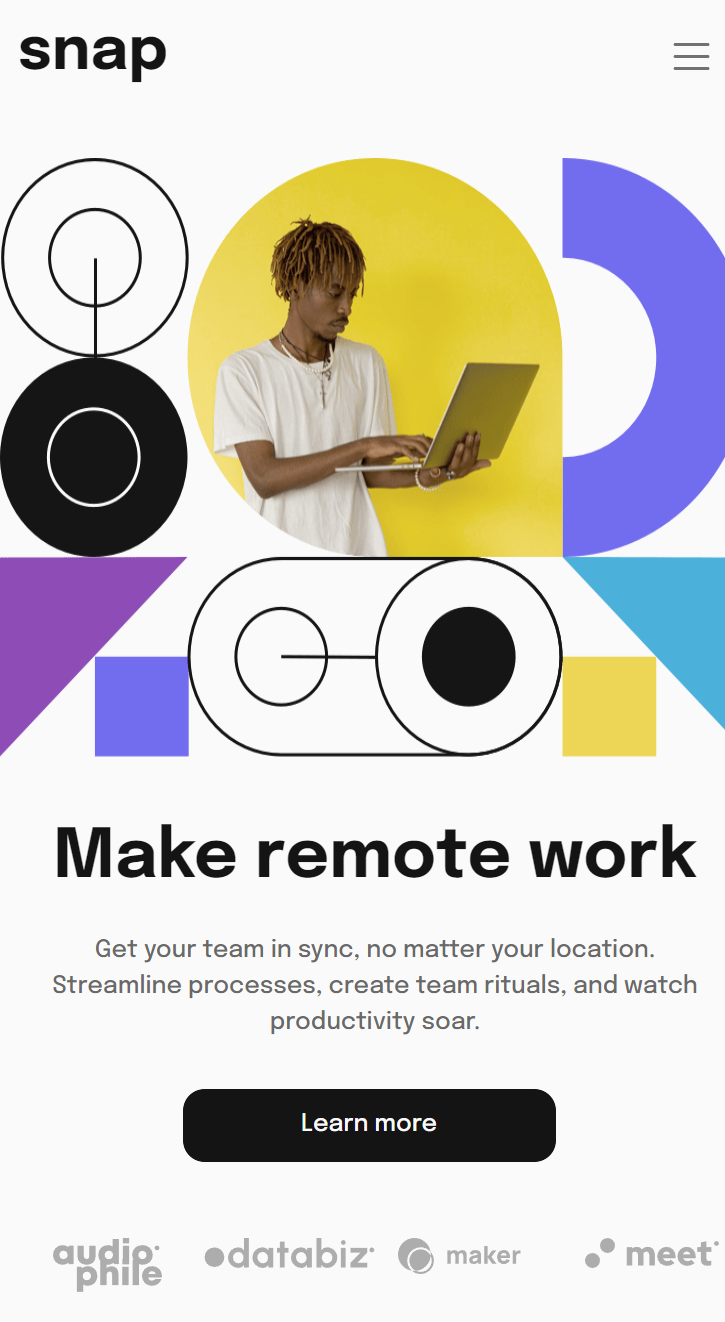 snap
Make remote work
Get your team in sync, no matter your location.
Streamline processes, create team rituals, and watch
productivity soar.
Learn more
audio
phile
databiz
maker
meet